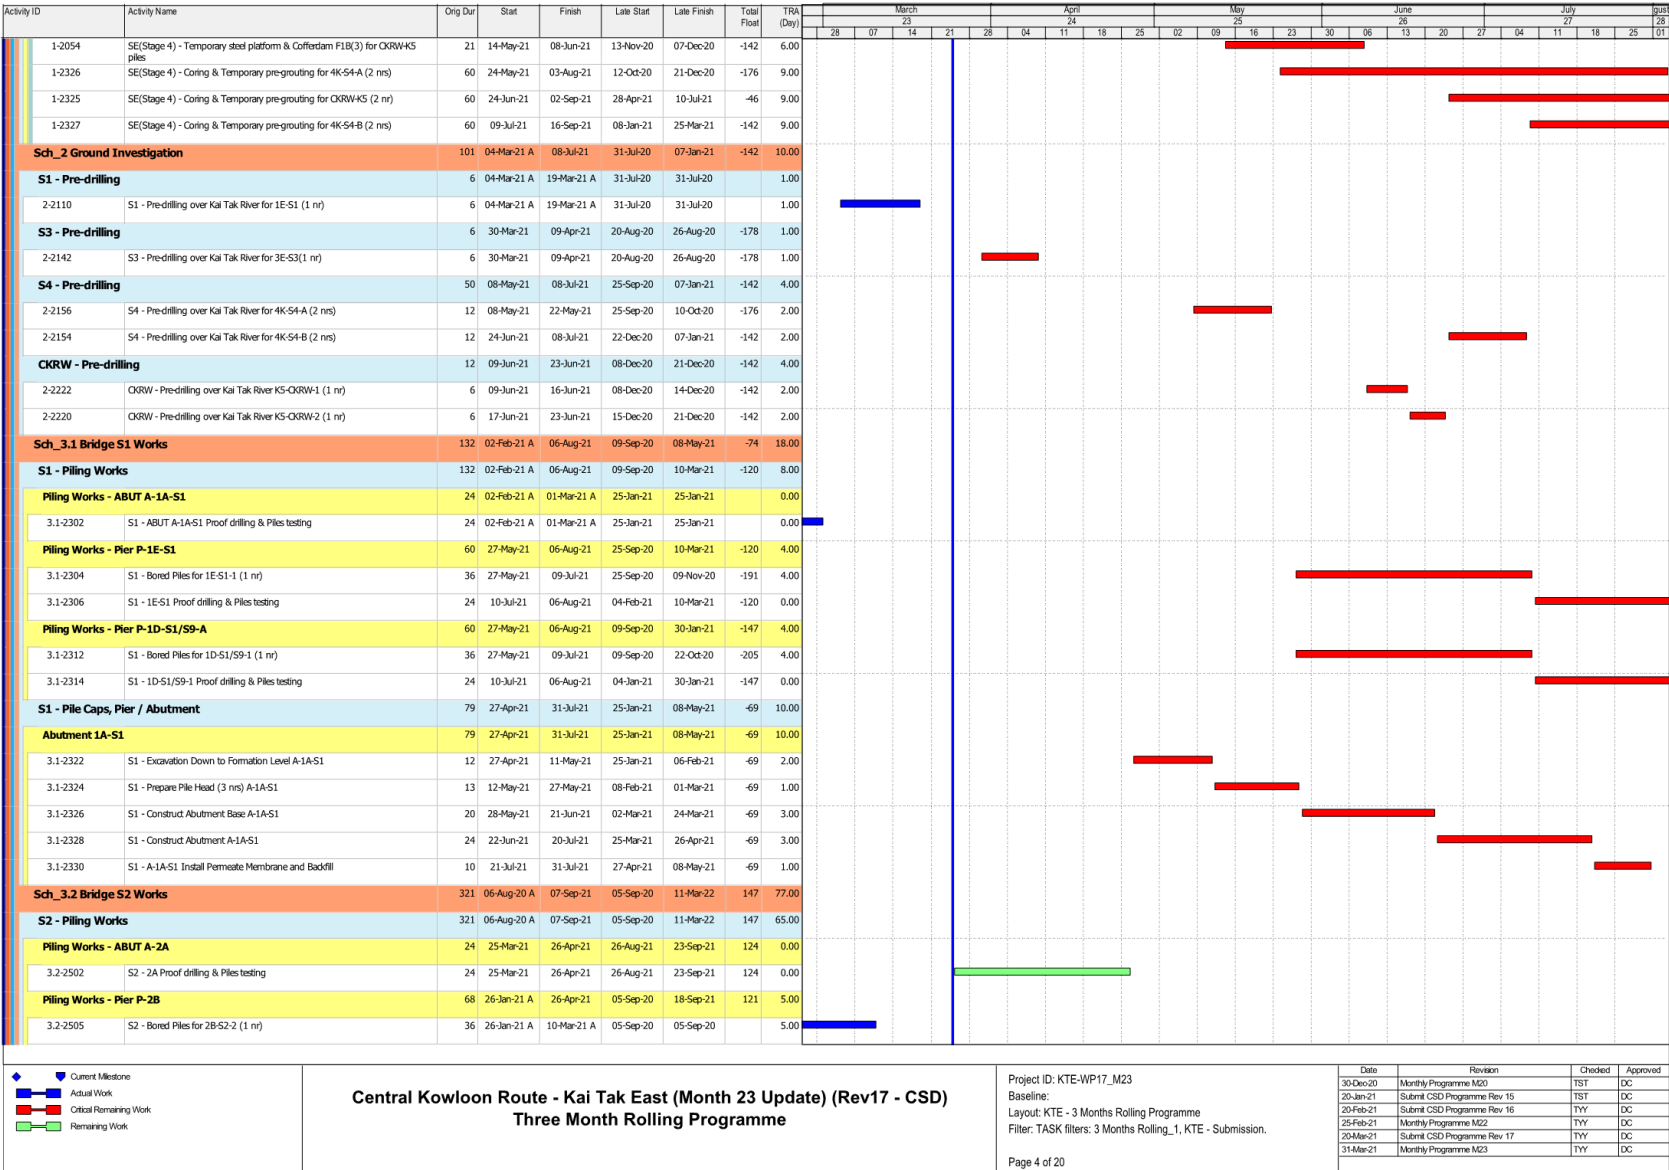 Activity ID Activity Name Orig Dur Start Finish Late Start Late Finish Total Float TRA (Day) March April May June July gust
23 24 25 26 27 28
28 07 14 21 28 04 11 18 25 02 09 16 23 30 06 13 20 27 04 11 18 25 01
1-2054 SE(Stage 4) - Temporary steel platform & Cofferdam F1B(3) for CKRW-K5 piles 21 14-May-21 08-Jun-21 13-Nov-20 07-Dec-20 -142 6.00
1-2326 SE(Stage 4) - Coring & Temporary pre-grouting for 4K-S4-A (2 nrs) 60 24-May-21 03-Aug-21 12-Oct-20 21-Dec-20 -176 9.00
1-2325 SE(Stage 4) - Coring & Temporary pre-grouting for CKRW-K5 (2 nr) 60 24-Jun-21 02-Sep-21 28-Apr-21 10-Jul-21 -46 9.00
1-2327 SE(Stage 4) - Coring & Temporary pre-grouting for 4K-S4-B (2 nrs) 60 09-Jul-21 16-Sep-21 08-Jan-21 25-Mar-21 -142 9.00
Sch_2 Ground Investigation 101 04-Mar-21 A 08-Jul-21 31-Jul-20 07-Jan-21 -142 10.00
S1 - Pre-drilling 6 04-Mar-21 A 19-Mar-21 A 31-Jul-20 31-Jul-20 1.00
2-2110 S1 - Pre-drilling over Kai Tak River for 1E-S1 (1 nr) 6 04-Mar-21 A 19-Mar-21 A 31-Jul-20 31-Jul-20 1.00
S3 - Pre-drilling 6 30-Mar-21 09-Apr-21 20-Aug-20 26-Aug-20 -178 1.00
2-2142 S3 - Pre-drilling over Kai Tak River for 3E-S3(1 nr) 6 30-Mar-21 09-Apr-21 20-Aug-20 26-Aug-20 -178 1.00
S4 - Pre-drilling 50 08-May-21 08-Jul-21 25-Sep-20 07-Jan-21 -142 4.00
2-2156 S4 - Pre-drilling over Kai Tak River for 4K-S4-A (2 nrs) 12 08-May-21 22-May-21 25-Sep-20 10-Oct-20 -176 2.00
2-2154 S4 - Pre-drilling over Kai Tak River for 4K-S4-B (2 nrs) 12 24-Jun-21 08-Jul-21 22-Dec-20 07-Jan-21 -142 2.00
CKRW - Pre-drilling 12 09-Jun-21 23-Jun-21 08-Dec-20 21-Dec-20 -142 4.00
2-2222 CKRW - Pre-drilling over Kai Tak River K5-CKRW-1 (1 nr) 6 09-Jun-21 16-Jun-21 08-Dec-20 14-Dec-20 -142 2.00
2-2220 CKRW - Pre-drilling over Kai Tak River K5-CKRW-2 (1 nr) 6 17-Jun-21 23-Jun-21 15-Dec-20 21-Dec-20 -142 2.00
Sch_3.1 Bridge S1 Works 132 02-Feb-21 A 06-Aug-21 09-Sep-20 08-May-21 -74 18.00
S1 - Piling Works 132 02-Feb-21 A 06-Aug-21 09-Sep-20 10-Mar-21 -120 8.00
Piling Works - ABUT A-1A-S1 24 02-Feb-21 A 01-Mar-21 A 25-Jan-21 25-Jan-21 0.00
3.1-2302 S1 - ABUT A-1A-S1 Proof drilling & Piles testing 24 02-Feb-21 A 01-Mar-21 A 25-Jan-21 25-Jan-21 0.00
Piling Works - Pier P-1E-S1 60 27-May-21 06-Aug-21 25-Sep-20 10-Mar-21 -120 4.00
3.1-2304 S1 - Bored Piles for 1E-S1-1 (1 nr) 36 27-May-21 09-Jul-21 25-Sep-20 09-Nov-20 -191 4.00
3.1-2306 S1 - 1E-S1 Proof drilling & Piles testing 24 10-Jul-21 06-Aug-21 04-Feb-21 10-Mar-21 -120 0.00
Piling Works - Pier P-1D-S1/S9-A 60 27-May-21 06-Aug-21 09-Sep-20 30-Jan-21 -147 4.00
3.1-2312 S1 - Bored Piles for 1D-S1/S9-1 (1 nr) 36 27-May-21 09-Jul-21 09-Sep-20 22-Oct-20 -205 4.00
3.1-2314 S1 - 1D-S1/S9-1 Proof drilling & Piles testing 24 10-Jul-21 06-Aug-21 04-Jan-21 30-Jan-21 -147 0.00
S1 - Pile Caps, Pier / Abutment 79 27-Apr-21 31-Jul-21 25-Jan-21 08-May-21 -69 10.00
Abutment 1A-S1 79 27-Apr-21 31-Jul-21 25-Jan-21 08-May-21 -69 10.00
3.1-2322 S1 - Excavation Down to Formation Level A-1A-S1 12 27-Apr-21 11-May-21 25-Jan-21 06-Feb-21 -69 2.00
3.1-2324 S1 - Prepare Pile Head (3 nrs) A-1A-S1 13 12-May-21 27-May-21 08-Feb-21 01-Mar-21 -69 1.00
3.1-2326 S1 - Construct Abutment Base A-1A-S1 20 28-May-21 21-Jun-21 02-Mar-21 24-Mar-21 -69 3.00
3.1-2328 S1 - Construct Abutment A-1A-S1 24 22-Jun-21 20-Jul-21 25-Mar-21 26-Apr-21 -69 3.00
3.1-2330 S1 - A-1A-S1 Install Permeate Membrane and Backfill 10 21-Jul-21 31-Jul-21 27-Apr-21 08-May-21 -69 1.00
Sch_3.2 Bridge S2 Works 321 06-Aug-20 A 07-Sep-21 05-Sep-20 11-Mar-22 147 77.00
S2 - Piling Works 321 06-Aug-20 A 07-Sep-21 05-Sep-20 11-Mar-22 147 65.00
Piling Works - ABUT A-2A 24 25-Mar-21 26-Apr-21 26-Aug-21 23-Sep-21 124 0.00
3.2-2502 S2 - 2A Proof drilling & Piles testing 24 25-Mar-21 26-Apr-21 26-Aug-21 23-Sep-21 124 0.00
Piling Works - Pier P-2B 68 26-Jan-21 A 26-Apr-21 05-Sep-20 18-Sep-21 121 5.00
3.2-2505 S2 - Bored Piles for 2B-S2-2 (1 nr) 36 26-Jan-21 A 10-Mar-21 A 05-Sep-20 05-Sep-20 5.00
Current Milestone
Actual Work
Critical Remaining Work
Remaining Work
Central Kowloon Route - Kai Tak East (Month 23 Update) (Rev17 - CSD)
Three Month Rolling Programme
Project ID: KTE-WP17_M23
Baseline:
Layout: KTE - 3 Months Rolling Programme
Filter: TASK filters: 3 Months Rolling_1, KTE - Submission.
Page 4 of 20
Date Revision Checked Approved
30-Dec-20 Monthly Programme M20 TST DC
20-Jan-21 Submit CSD Programme Rev 15 TST DC
20-Feb-21 Submit CSD Programme Rev 16 TYY DC
25-Feb-21 Monthly Programme M22 TYY DC
20-Mar-21 Submit CSD Programme Rev 17 TYY DC
31-Mar-21 Monthly Programme M23 TYY DC